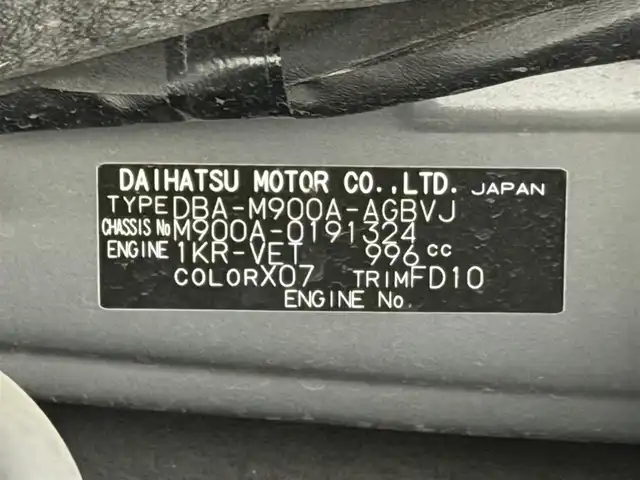 DAIHATSU MOTOR CO.,LTD. JAPAN
TYPE DBA-M900A-AGBVJ
CHASSIS No M900A-0191324
ENGINE 1KR-VET 996 cc
COLOR X07 TRIM FD10
ENGINE No.